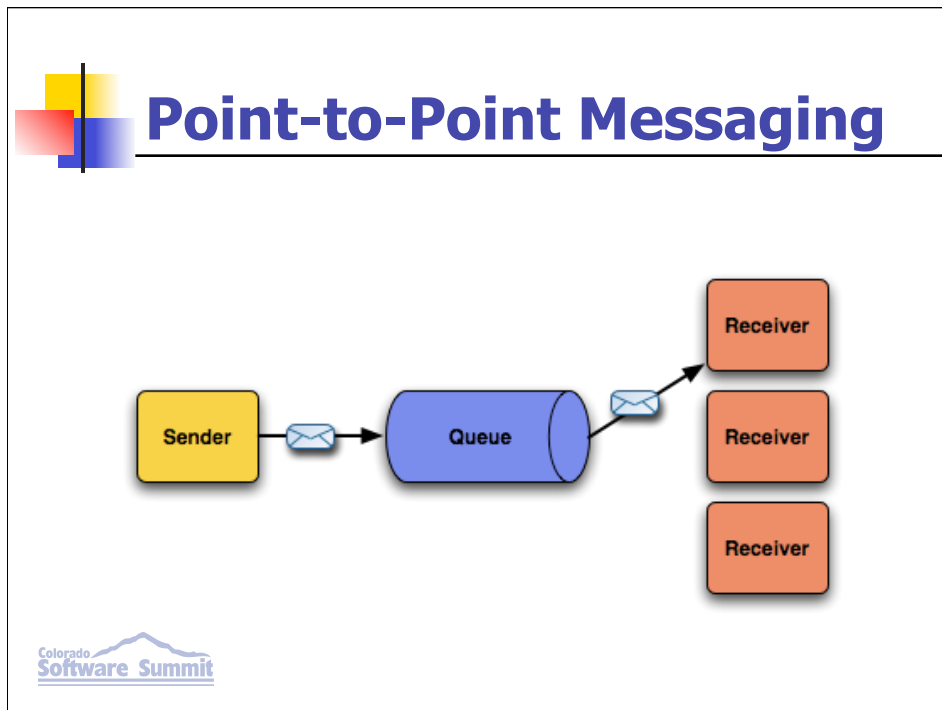 Point-to-Point Messaging
Sender
Queue
Receiver
Receiver
Receiver
Colorado
Software Summit